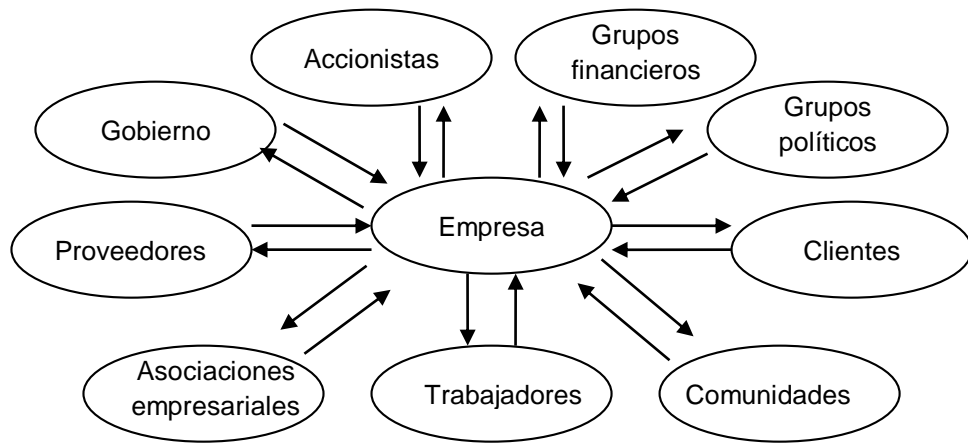 Accionistas
Grupos
financieros
Gobierno
Grupos
políticos
Empresa
Proveedores
Clientes
Asociaciones
empresariales
Trabajadores
Comunidades